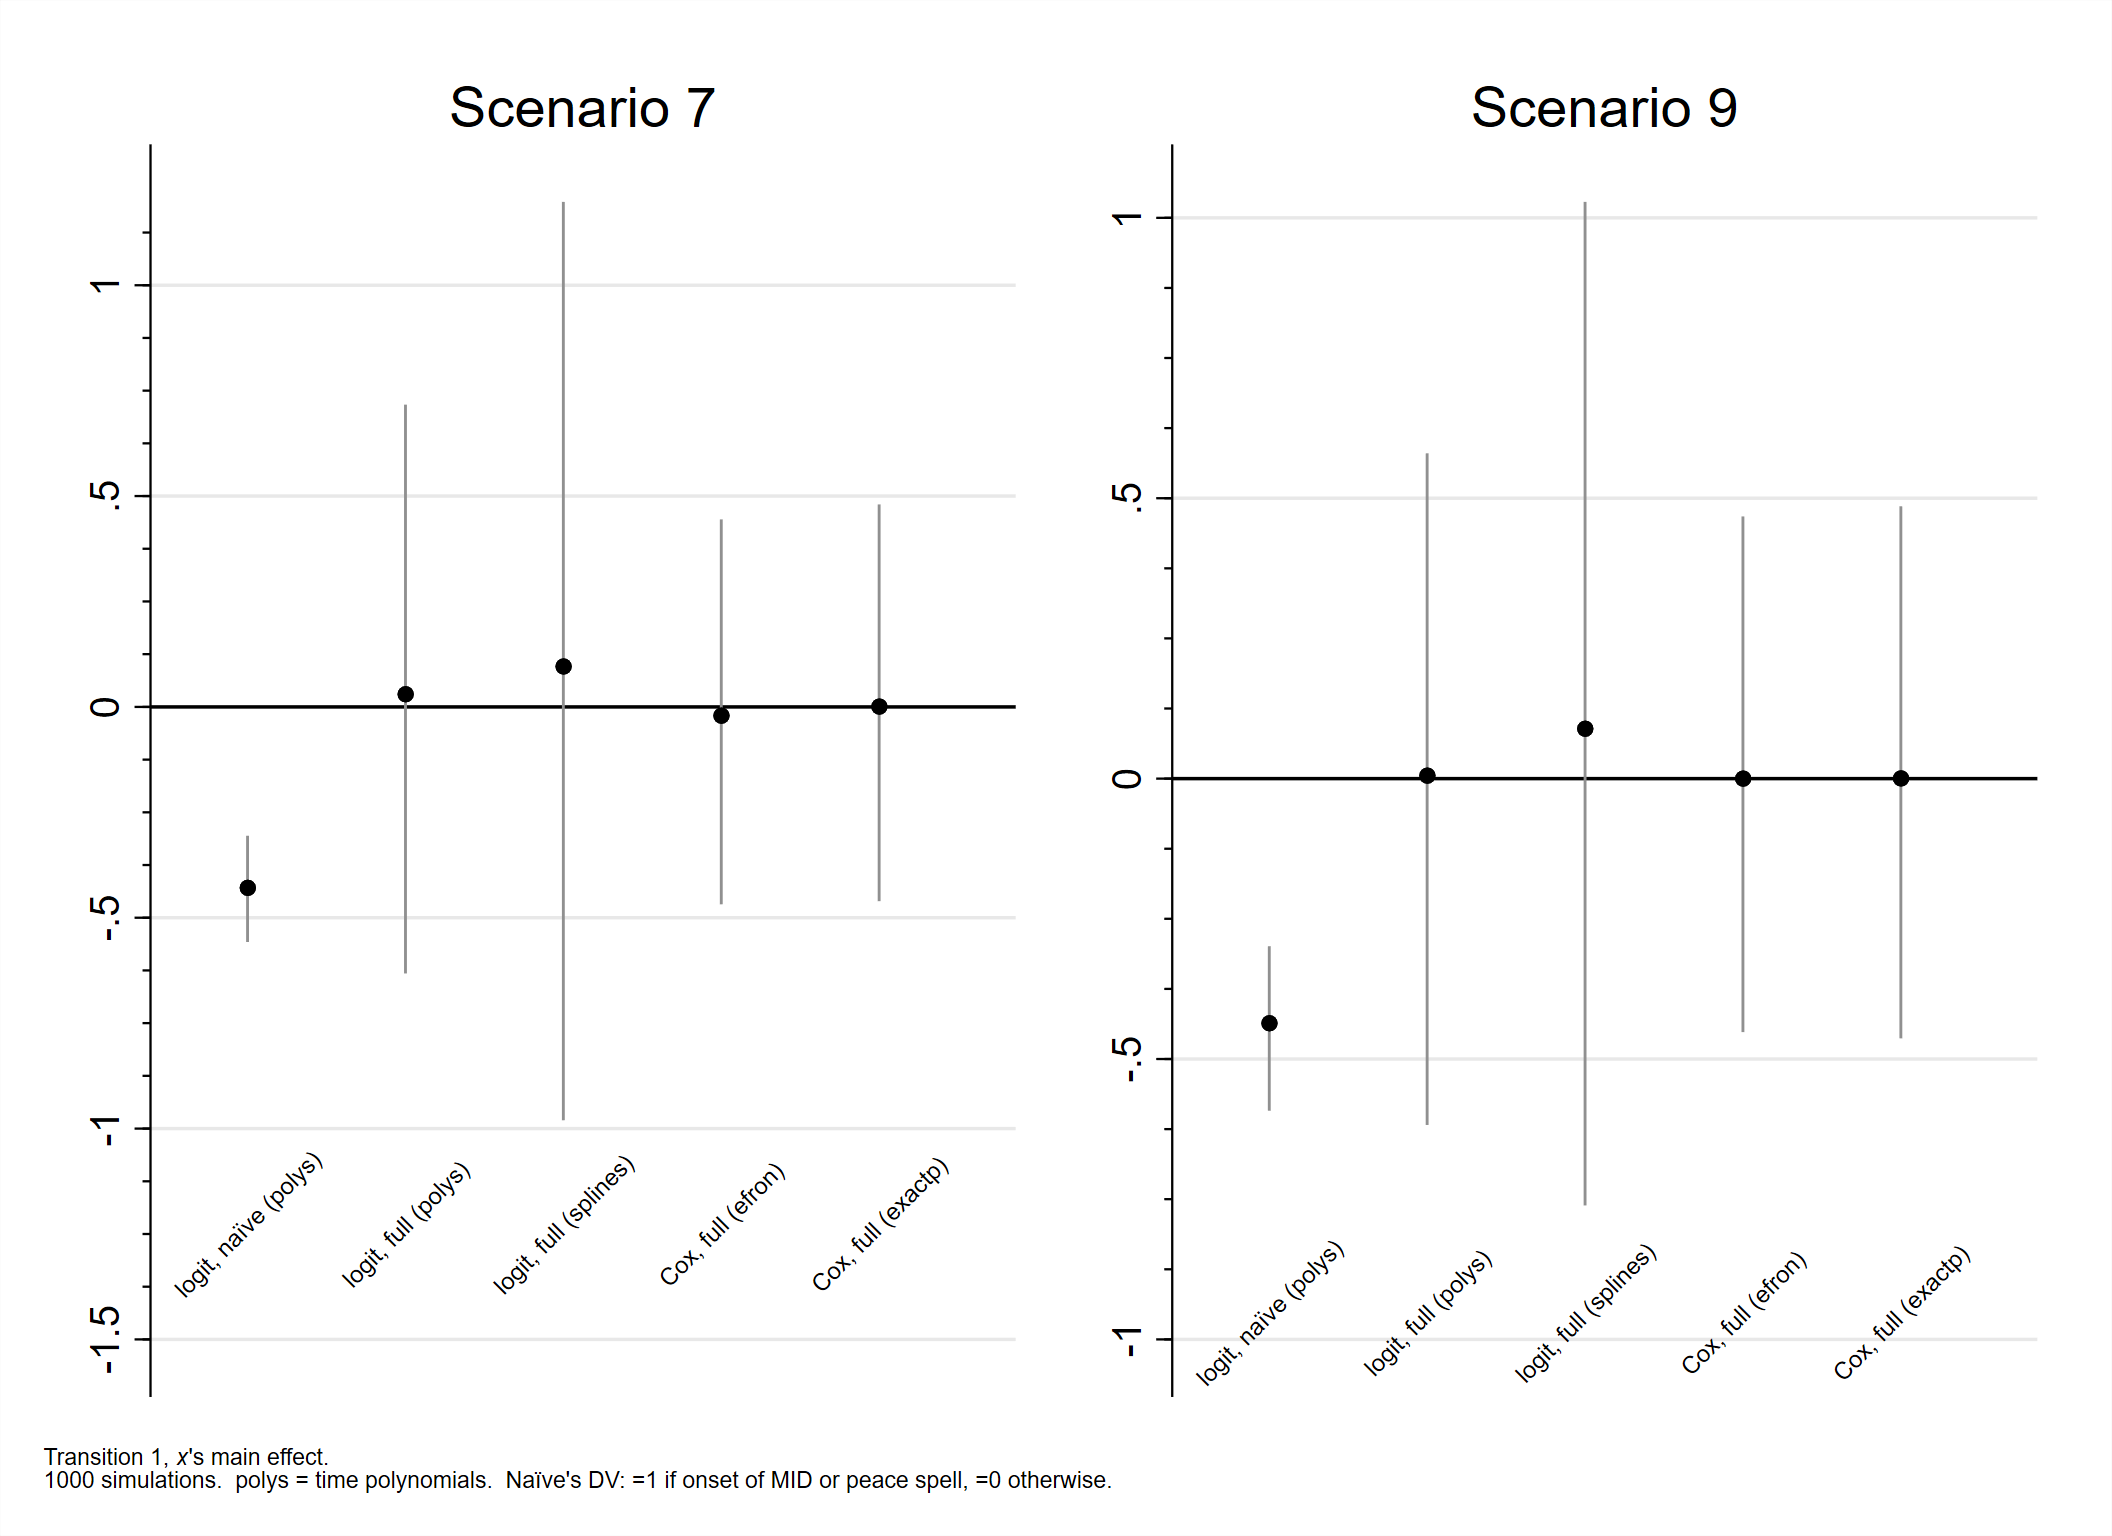 Scenario 7
1
.5
0
-.5
-1
-1.5
logit, naïve (polys)
logit, full (polys)
logit, full (splines)
Cox, full (efron)
Cox, full (exactp)
Scenario 9
1
.5
0
-.5
-1
logit, naïve (polys)
logit, full (polys)
logit, full (splines)
Cox, full (efron)
Cox, full (exactp)
Transition 1, x's main effect.
1000 simulations.  polys = time polynomials.  Naïve's DV: =1 if onset of MID or peace spell, =0 otherwise.